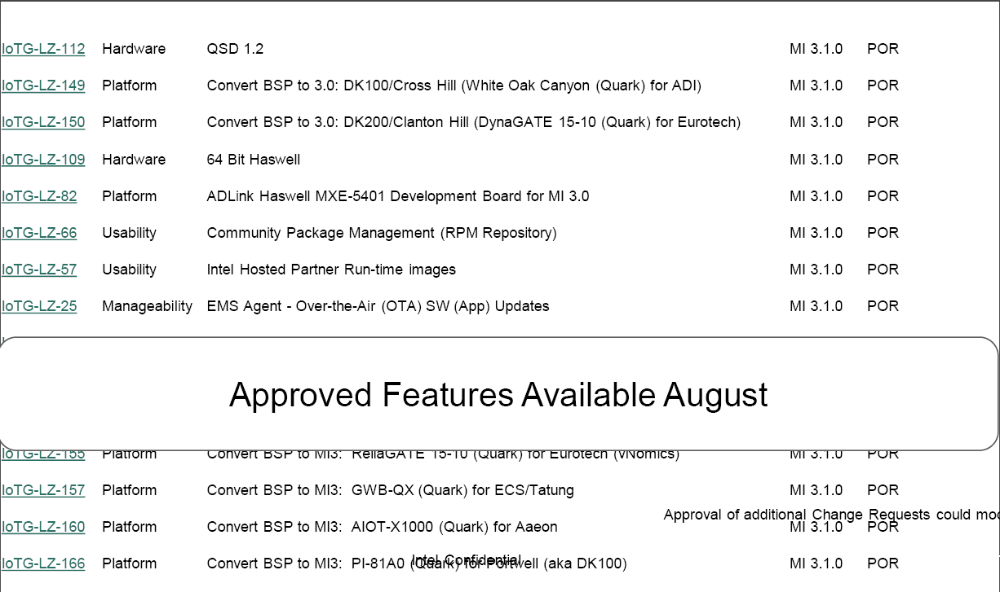 IoTG-LZ-112 Hardware QSD 1.2 MI 3.1.0 POR
IoTG-LZ-149 Platform Convert BSP to 3.0: DK100/Cross Hill (White Oak Canyon (Quark) for ADI) MI 3.1.0 POR
IoTG-LZ-150 Platform Convert BSP to 3.0: DK200/Clanton Hill (DynaGATE 15-10 (Quark) for Eurotech) MI 3.1.0 POR
IoTG-LZ-109 Hardware 64 Bit Haswell MI 3.1.0 POR
IoTG-LZ-82 Platform ADLink Haswell MXE-5401 Development Board for MI 3.0 MI 3.1.0 POR
IoTG-LZ-66 Usability Community Package Management (RPM Repository) MI 3.1.0 POR
IoTG-LZ-57 Usability Intel Hosted Partner Run-time images MI 3.1.0 POR
IoTG-LZ-25 Manageability EMS Agent - Over-the-Air (OTA) SW (App) Updates MI 3.1.0 POR
Approved Features Available August
IoTG-LZ-155 Platform Convert BSP to MI3: ReliaGATE 15-10 (Quark) for Eurotech (vNomics) MI 3.1.0 POR
IoTG-LZ-157 Platform Convert BSP to MI3: GWB-QX (Quark) for ECS/Tatung MI 3.1.0 POR
Approval of additional Change Requests could
IoTG-LZ-160 Platform Convert BSP to MI3: AIOT-X1000 (Quark) for Aaeon MI 3.1.0 POR
Intel Confidential
IoTG-LZ-166 Platform Convert BSP to MI3: PI-81A0 (Quark) for Portwell (aka DK100) MI 3.1.0 POR